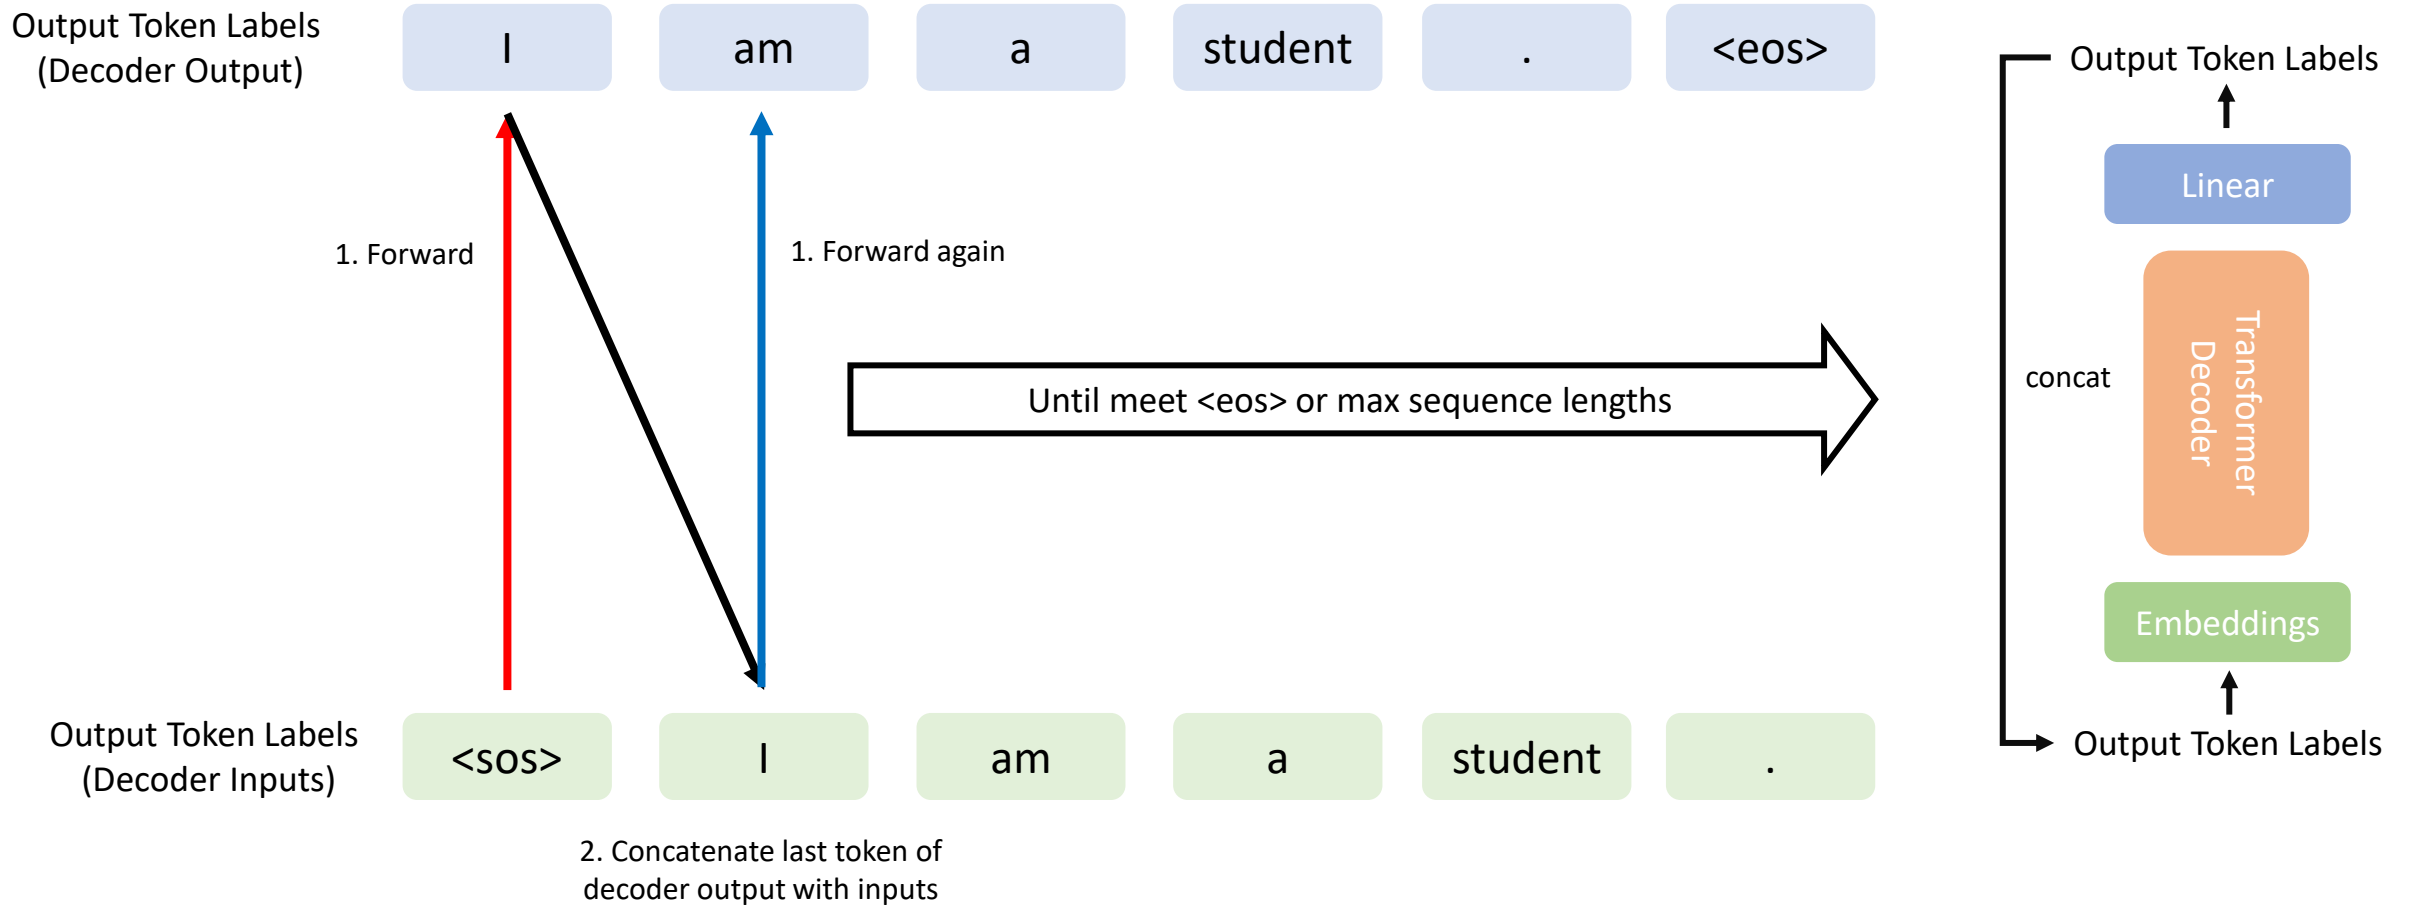 Output Token Labels
(Decoder Output)
I
am
a
student
.
<eos>
1. Forward
1. Forward again
Until meet <eos> or max sequence lengths
Output Token Labels
(Decoder Inputs)
<sos>
I
am
a
student
.
2. Concatenate last token of
decoder output with inputs
Output Token Labels
Linear
Transformer
Decoder
concat
Embeddings
Output Token Labels